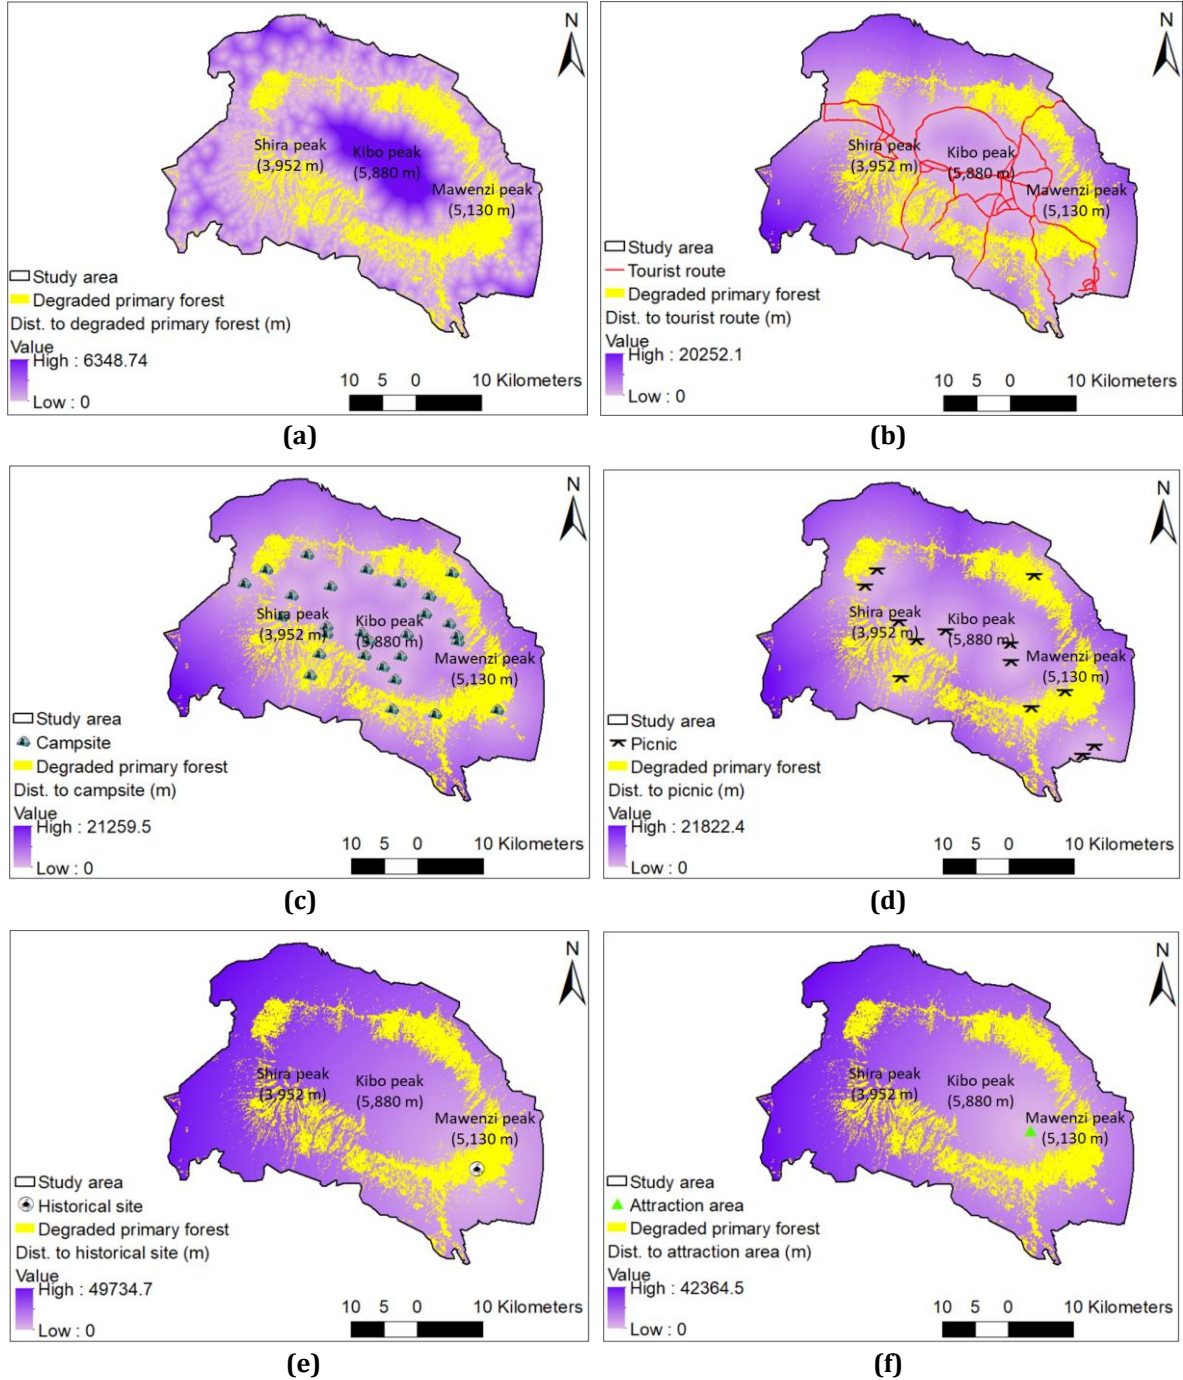 N
Shira peak
(3,952 m)
Kibo peak
(5,880 m)
Mawenzi peak
(5,130 m)
Study area
Degraded primary forest
Dist. to degraded primary forest (m)
Value
High : 6348.74
Low : 0
10 5 0 10 Kilometers
(a)
N
Shira peak
(3,952 m)
Kibo peak
(5,880 m)
Mawenzi peak
(5,130 m)
Study area
Tourist route
Degraded primary forest
Dist. to tourist route (m)
Value
High : 20252.1
Low : 0
10 5 0 10 Kilometers
(b)
N
Shira peak
(3,952 m)
Kibo peak
(5,880 m)
Mawenzi peak
(5,130 m)
Study area
Campsite
Degraded primary forest
Dist. to campsite (m)
Value
High : 21259.5
Low : 0
10 5 0 10 Kilometers
(c)
N
Shira peak
(3,952 m)
Kibo peak
(5,880 m)
Mawenzi peak
(5,130 m)
Study area
Picnic
Degraded primary forest
Dist. to picnic (m)
Value
High : 21822.4
Low : 0
10 5 0 10 Kilometers
(d)
N
Shira peak
(3,952 m)
Kibo peak
(5,880 m)
Mawenzi peak
(5,130 m)
Study area
Historical site
Degraded primary forest
Dist. to historical site (m)
Value
High : 49734.7
Low : 0
10 5 0 10 Kilometers
(e)
N
Shira peak
(3,952 m)
Kibo peak
(5,880 m)
Mawenzi peak
(5,130 m)
Study area
Attraction area
Degraded primary forest
Dist. to attraction area (m)
Value
High : 42364.5
Low : 0
10 5 0 10 Kilometers
(f)